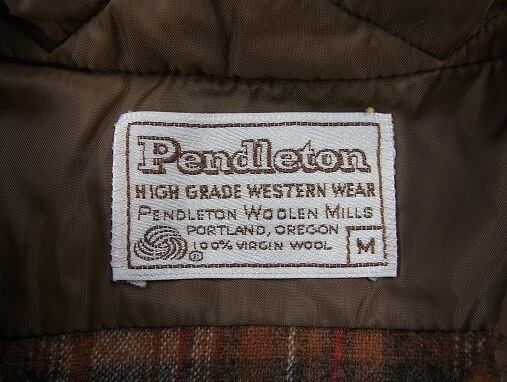 Pendleton
HIGH GRADE WESTERN WEAR
PENDLETON WOOLEN MILLS
PORTLAND, OREGON
100% VIRGIN WOOL
M
®